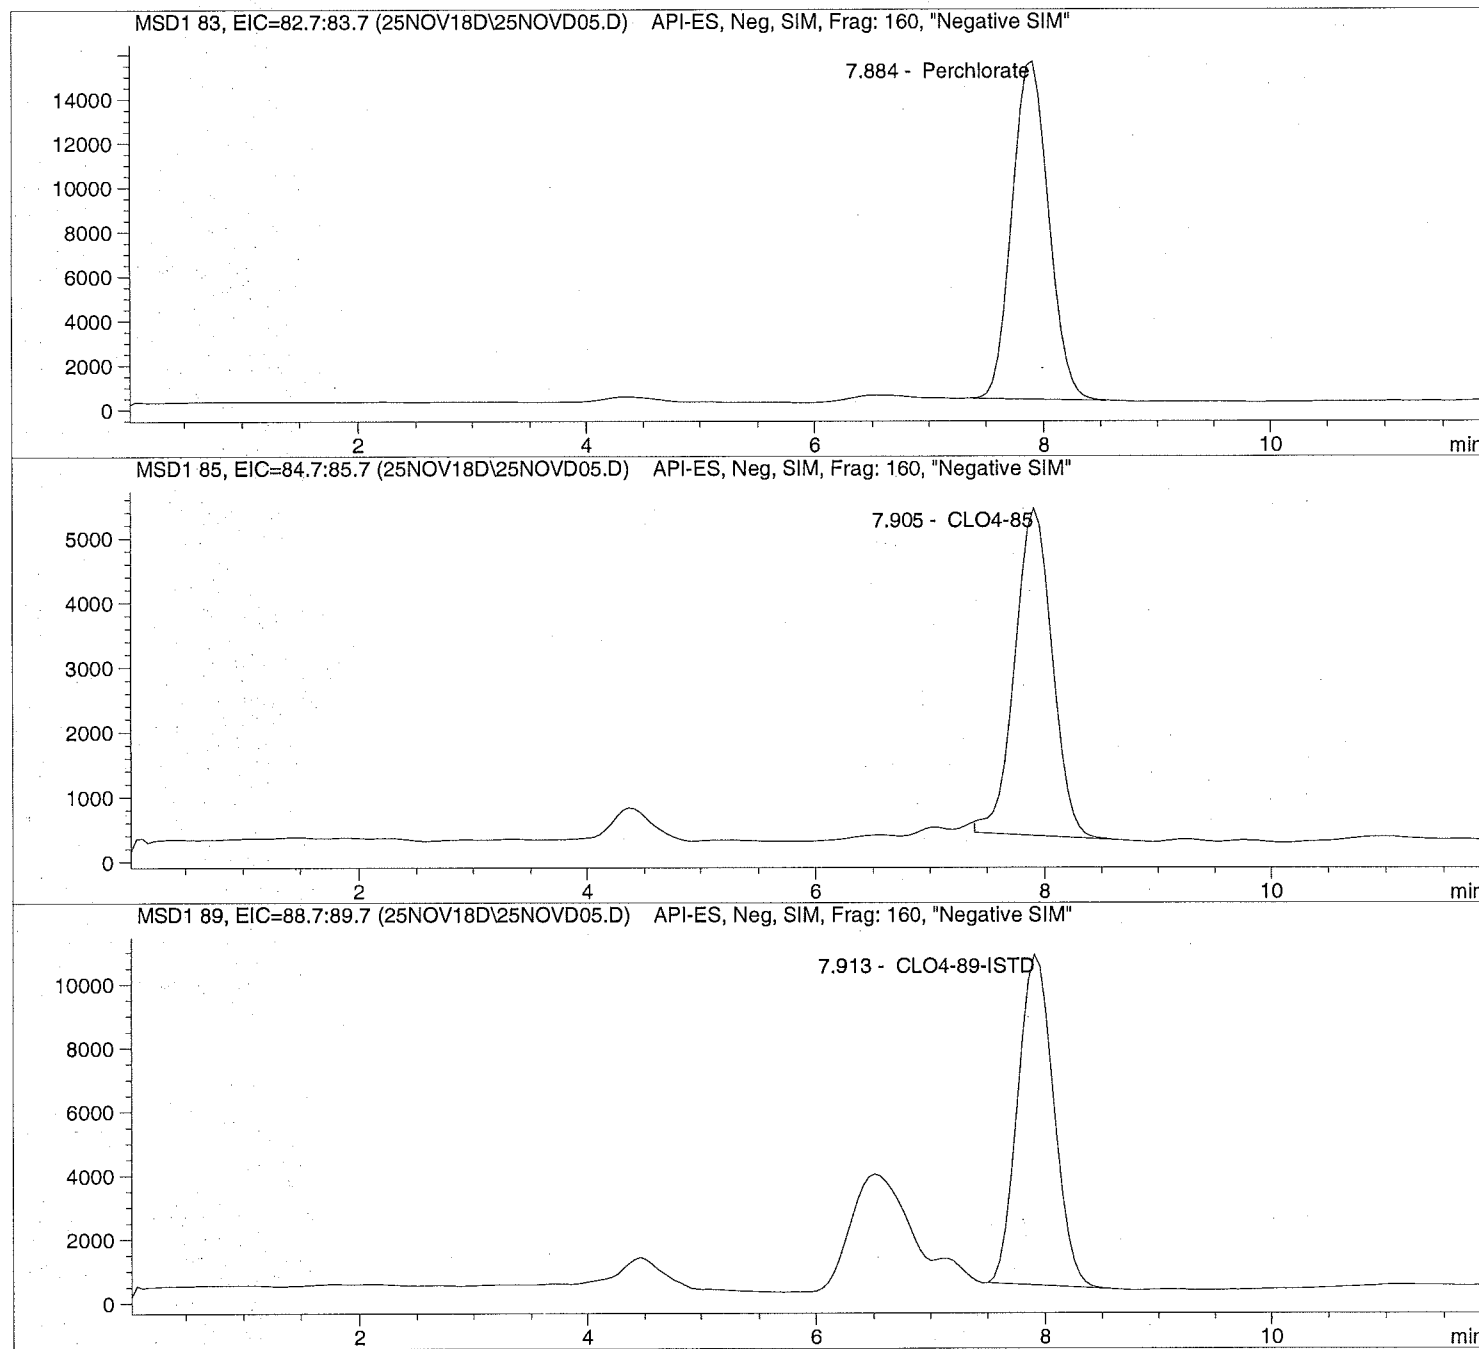 MSD1 83, EIC=82.7:83.7 (25NOV18D\25NOVD05.D) API-ES, Neg, SIM, Frag: 160, "Negative SIM"
7.884 - Perchlorate
14000
12000
10000
8000
6000
4000
2000
0
2 4 6 8 10 min
MSD1 85, EIC=84.7:85.7 (25NOV18D\25NOVD05.D) API-ES, Neg, SIM, Frag: 160, "Negative SIM"
7.905 - CLO4-85
5000
4000
3000
2000
1000
0
2 4 6 8 10 min
MSD1 89, EIC=88.7:89.7 (25NOV18D\25NOVD05.D) API-ES, Neg, SIM, Frag: 160, "Negative SIM"
7.913 - CLO4-89-ISTD
10000
8000
6000
4000
2000
0
2 4 6 8 10 min